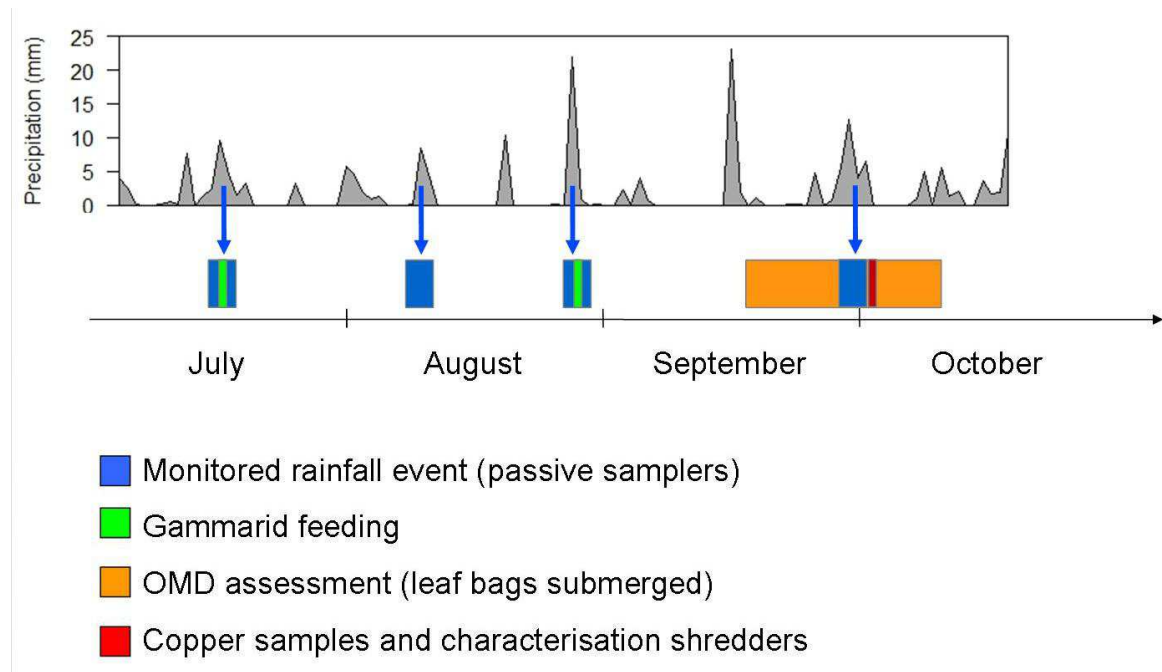 Precipitation (mm)
25
20
15
10
5
0
July August September October
Monitored rainfall event (passive samplers)
Gammarid feeding
OMD assessment (leaf bags submerged)
Copper samples and characterisation shredders